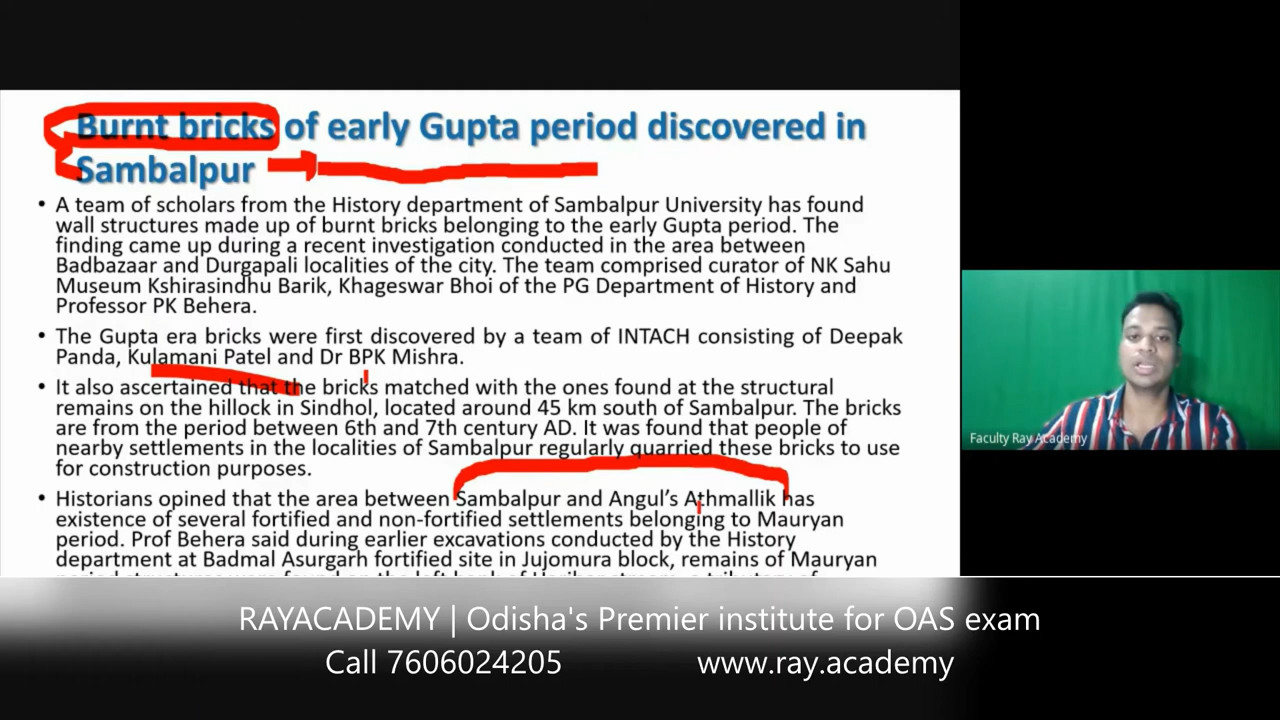 Burnt bricks of early Gupta period discovered in
Sambalpur
• A team of scholars from the History department of Sambalpur University has found
wall structures made up of burnt bricks belonging to the early Gupta period. The
finding came up during a recent investigation conducted in the area between
Badbazaar and Durgapali localities of the city. The team comprised curator of NK Sahu
Museum Kshirasindhu Barik, Khageswar Bhoi of the PG Department of History and
Professor PK Behera.
• The Gupta era bricks were first discovered by a team of INTACH consisting of Deepak
Panda, Kulamani Patel and Dr BPK Mishra.
• It also ascertained that the bricks matched with the ones found at the structural
remains on the hillock in Sindhol, located around 45 km south of Sambalpur. The bricks
are from the period between 6th and 7th century AD. It was found that people of
nearby settlements in the localities of Sambalpur regularly quarried these bricks to use
for construction purposes.
• Historians opined that the area between Sambalpur and Angul's Athmallik has
existence of several fortified and non-fortified settlements belonging to Mauryan
period. Prof Behera said during earlier excavations conducted by the History
department at Badmal Asurgarh fortified site in Jujomura block, remains of Mauryan
Faculty Ray Academy
RAYACADEMY | Odisha's Premier institute for OAS exam
Call 7606024205 www.ray.academy